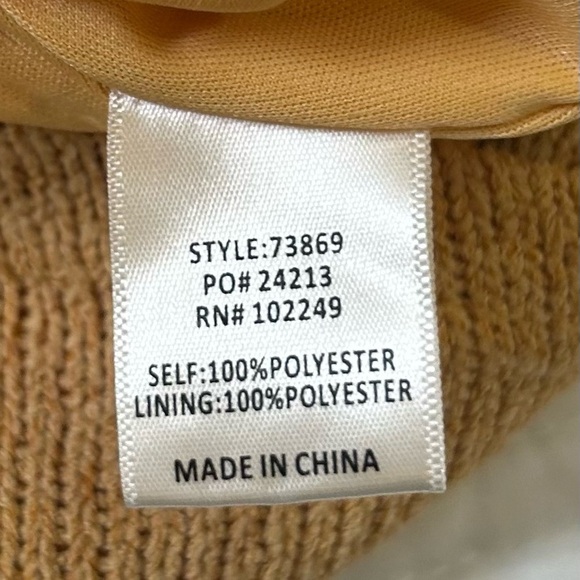 STYLE:73869
PO# 24213
RN# 102249
SELF:100%POLYESTER
LINING:100%POLYESTER
MADE IN CHINA